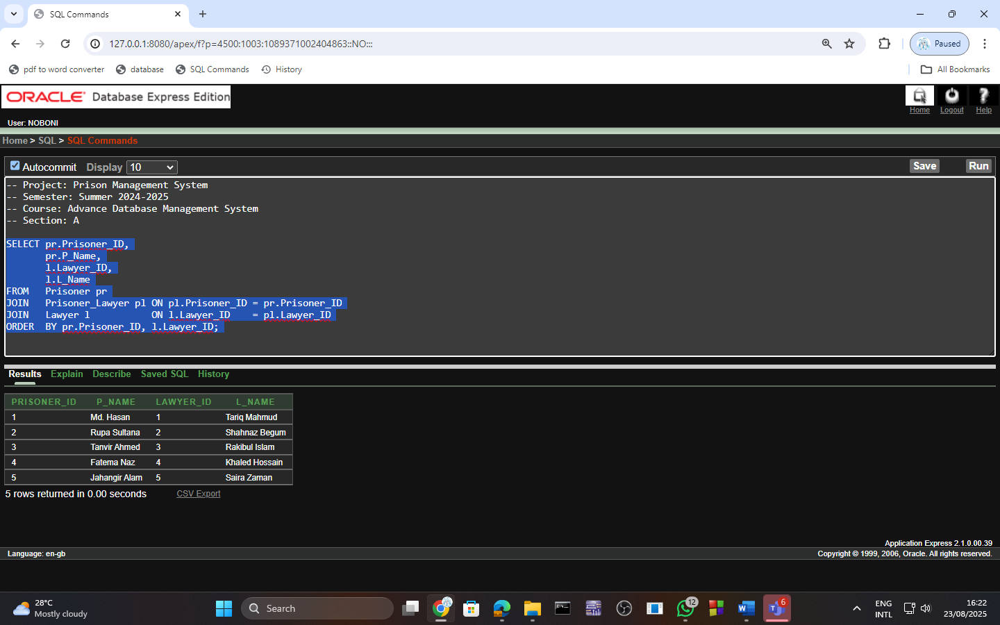 SQL Commands
127.0.0.1:8080/apex/f?p=4500:1003:1089371002404863::NO:::
Paused
pdf to word converter database SQL Commands History All Bookmarks
ORACLE Database Express Edition
Home Logout Help
User: NOBONI
Home > SQL > SQL Commands
Autocommit Display 10 Save Run
-- Project: Prison Management System
-- Semester: Summer 2024-2025
-- Course: Advance Database Management System
-- Section: A
SELECT pr.Prisoner_ID,
pr.P_Name,
l.Lawyer_ID,
l.L_Name
FROM Prisoner pr
JOIN Prisoner_Lawyer pl ON pl.Prisoner_ID = pr.Prisoner_ID
JOIN Lawyer l ON l.Lawyer_ID = pl.Lawyer_ID
ORDER BY pr.Prisoner_ID, l.Lawyer_ID;
Results Explain Describe Saved SQL History
PRISONER_ID P_NAME LAWYER_ID L_NAME
1 Md. Hasan 1 Tariq Mahmud
2 Rupa Sultana 2 Shahnaz Begum
3 Tanvir Ahmed 3 Rakibul Islam
4 Fatema Naz 4 Khaled Hossain
5 Jahangir Alam 5 Saira Zaman
5 rows returned in 0.00 seconds CSV Export
Application Express 2.1.0.00.39
Language: en-gb Copyright © 1999, 2006, Oracle. All rights reserved.
28°C
Mostly cloudy
Search
12
6
ENG
INTL
16:22
23/08/2025